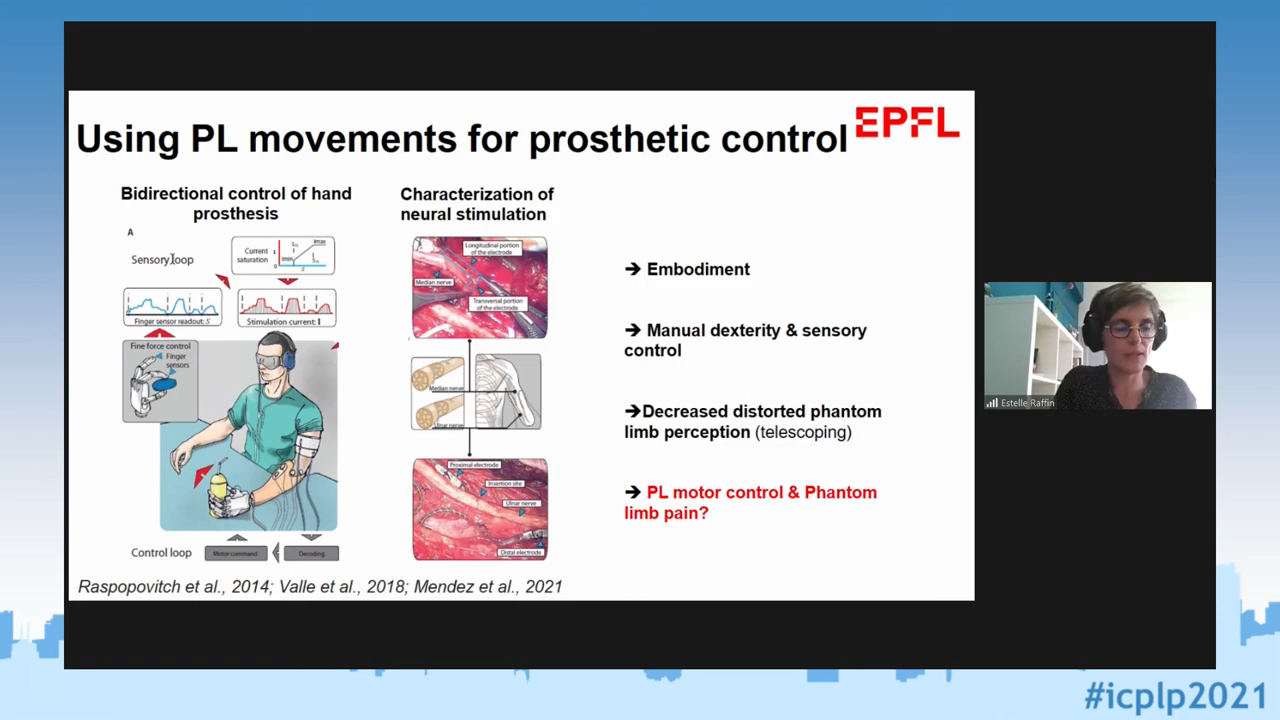 Using PL movements for prosthetic control
EPFL
Bidirectional control of hand
prosthesis
A
Sensory loop
Current
saturation
Imax
Imin
0
S
Finger sensor readout: S
Stimulation current: I
Fine force control
Finger
sensors
Control loop
Motor command
Decoding
Characterization of
neural stimulation
Longitudinal portion
of the electrode
Median nerve
Transversal portion
of the electrode
Median nerve
Ulnar nerve
Proximal electrode
Insertion site
Ulnar nerve
Distal electrode
➔ Embodiment
➔ Manual dexterity & sensory
control
➔Decreased distorted phantom
limb perception (telescoping)
➔ PL motor control & Phantom
limb pain?
Raspopovitch et al., 2014; Valle et al., 2018; Mendez et al., 2021
Estelle Raffin
#icplp2021